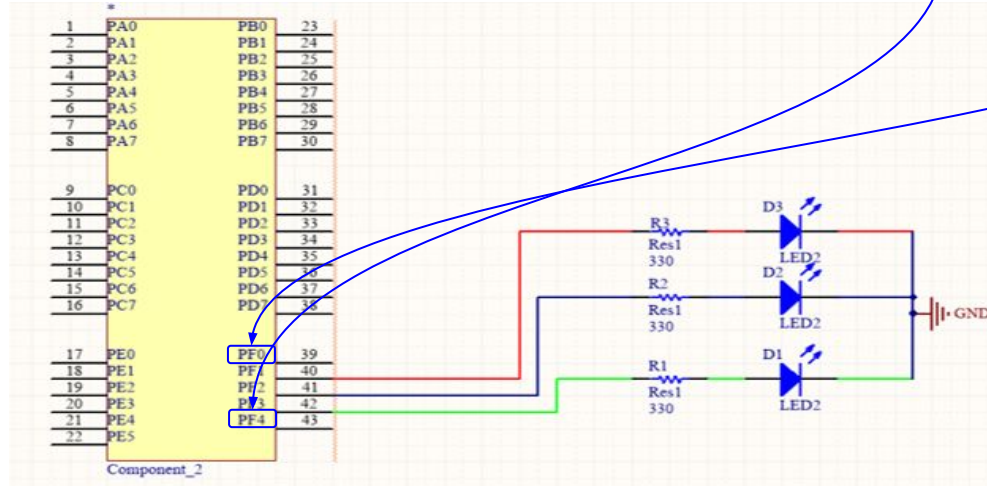 *
1 PA0 PB0 23
2 PA1 PB1 24
3 PA2 PB2 25
4 PA3 PB3 26
5 PA4 PB4 27
6 PA5 PB5 28
7 PA6 PB6 29
8 PA7 PB7 30
9 PC0 PD0 31
10 PC1 PD1 32
11 PC2 PD2 33
12 PC3 PD3 34
13 PC4 PD4 35
14 PC5 PD5 36
15 PC6 PD6 37
16 PC7 PD7 38
17 PE0 PF0 39
18 PE1 PF1 40
19 PE2 PF2 41
20 PE3 PF3 42
21 PE4 PF4 43
22 PE5
Component_2
R3
Res1
330
D3
LED2
R2
Res1
330
D2
LED2
R1
Res1
330
D1
LED2
GND